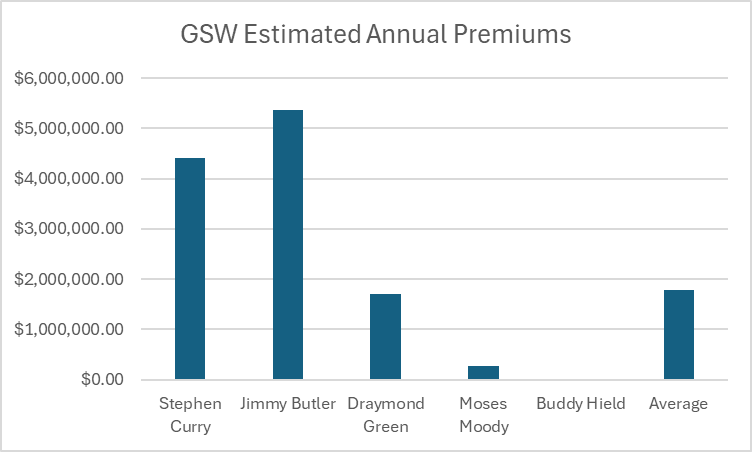 GSW Estimated Annual Premiums
$6,000,000.00
$5,000,000.00
$4,000,000.00
$3,000,000.00
$2,000,000.00
$1,000,000.00
$0.00
Stephen Curry
Jimmy Butler
Draymond Green
Moses Moody
Buddy Hield
Average